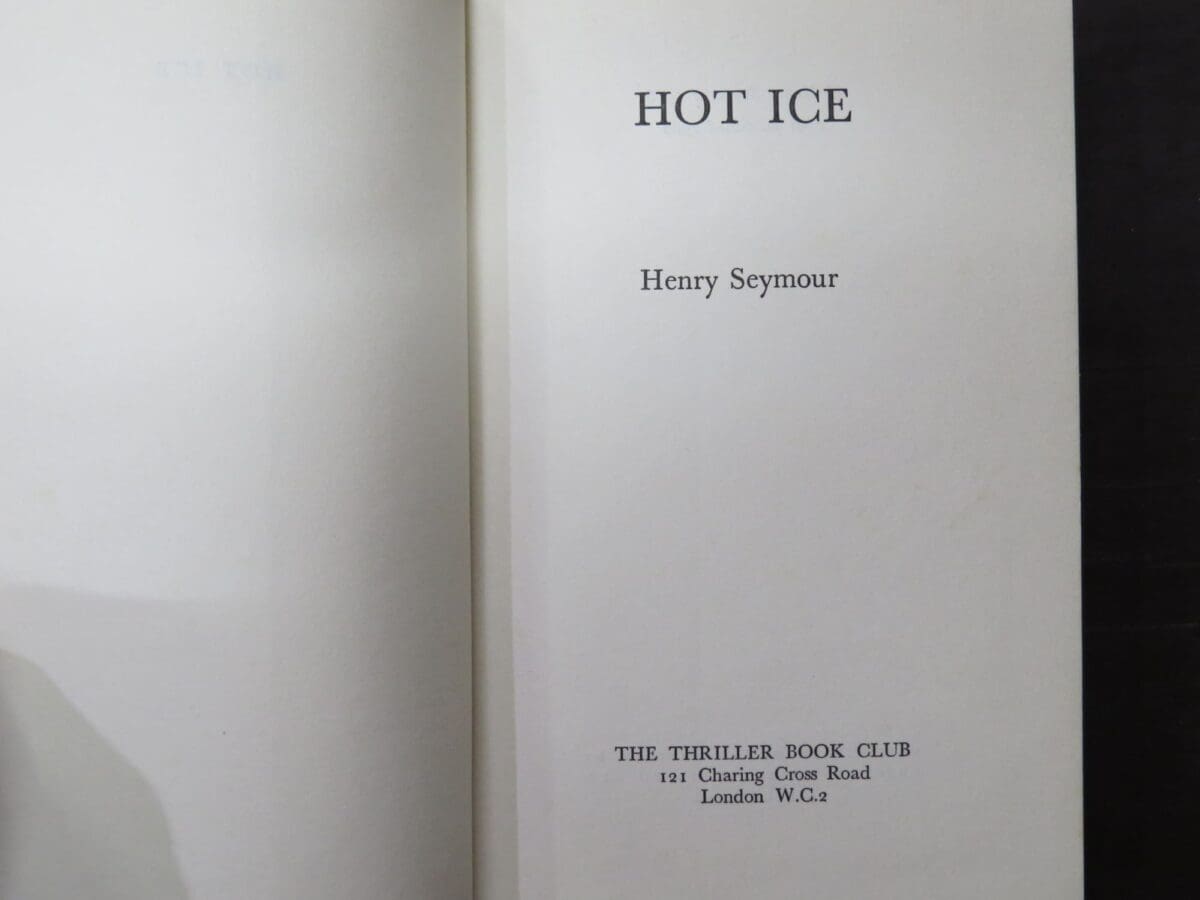 HOT ICE
Henry Seymour
THE THRILLER BOOK CLUB
121 Charing Cross Road
London W.C.2